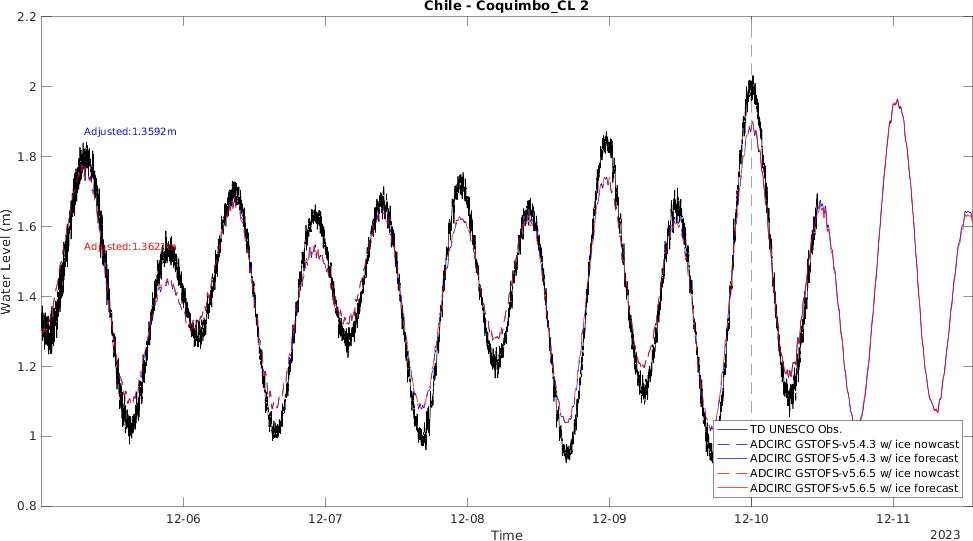 Chile - Coquimbo_CL 2
2.2
2
1.8
1.6
1.4
1.2
1
0.8
Water Level (m)
Adjusted:1.3592m
12-06
12-07
12-08
12-09
12-10
12-11
Time
2023
TD UNESCO Obs.
ADCIRC GSTOFS-v5.4.3 w/ ice nowcast
ADCIRC GSTOFS-v5.4.3 w/ ice forecast
ADCIRC GSTOFS-v5.6.5 w/ ice nowcast
ADCIRC GSTOFS-v5.6.5 w/ ice forecast